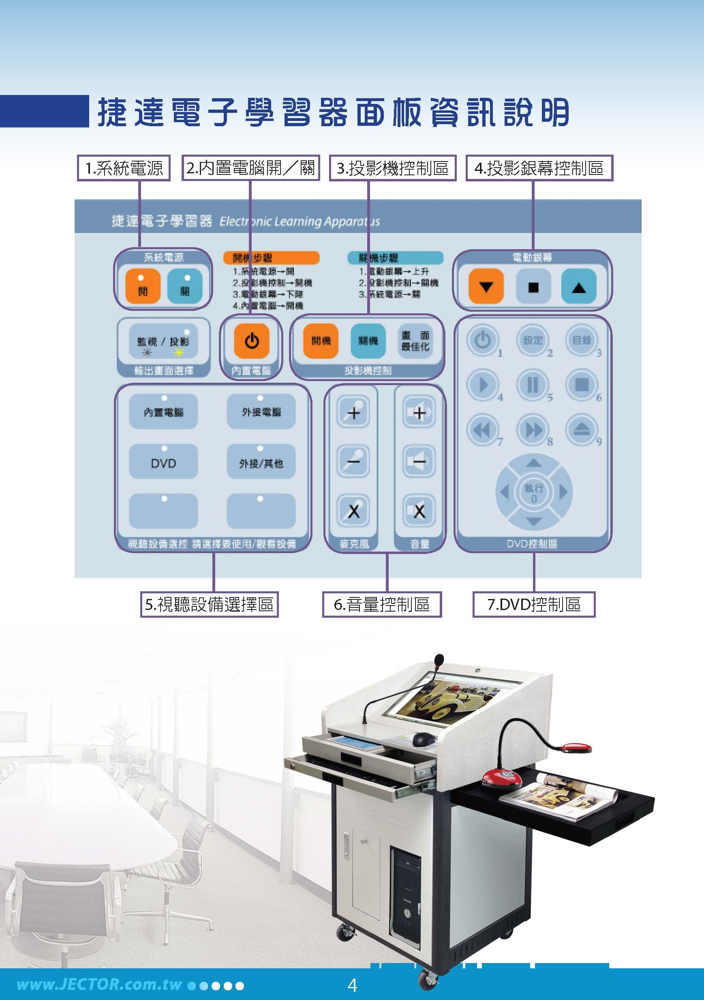 捷達電子學習器面板資訊說明
1.系統電源
2.內置電腦開／關
3.投影機控制區
4.投影銀幕控制區
捷達電子學習器 Electronic Learning Apparatus
系統電源
開
關
開機步驟
1.系統電源→開
2.投影機控制→開機
3.電動銀幕→下降
4.內置電腦→開機
關機步驟
1.電動銀幕→上升
2.投影機控制→關機
3.系統電源→關
電動銀幕
監視 / 投影
輸出畫面選擇
內置電腦
開機
關機
畫 面
最佳化
投影機控制
1
設定 2
目錄 3
4
5
6
7
8
9
執行
0
DVD控制區
內置電腦
外接電腦
DVD
外接/其他
視聽設備選控 請選擇要使用/觀看設備
+
−
X
麥克風
+
−
X
音量
5.視聽設備選擇區
6.音量控制區
7.DVD控制區
www.JECTOR.com.tw
4